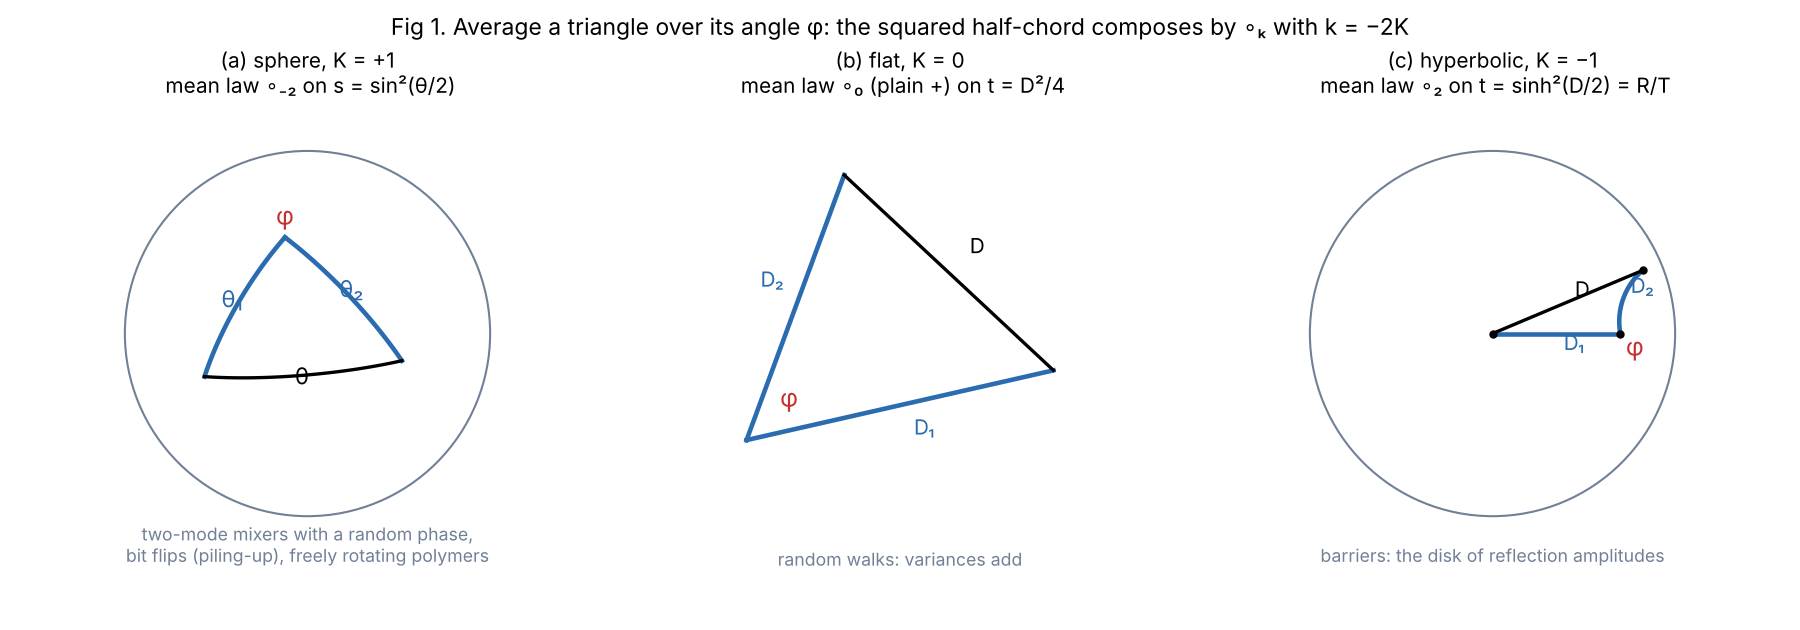 Fig 1. Average a triangle over its angle φ: the squared half-chord composes by ∘ₖ with k = −2K
(a) sphere, K = +1
mean law ∘₋₂ on s = sin²(θ/2)
φ
θ₁
θ₂
θ
two-mode mixers with a random phase,
bit flips (piling-up), freely rotating polymers
(b) flat, K = 0
mean law ∘₀ (plain +) on t = D²/4
D
D₂
φ
D₁
random walks: variances add
(c) hyperbolic, K = −1
mean law ∘₂ on t = sinh²(D/2) = R/T
D
D₂
D₁
φ
barriers: the disk of reflection amplitudes